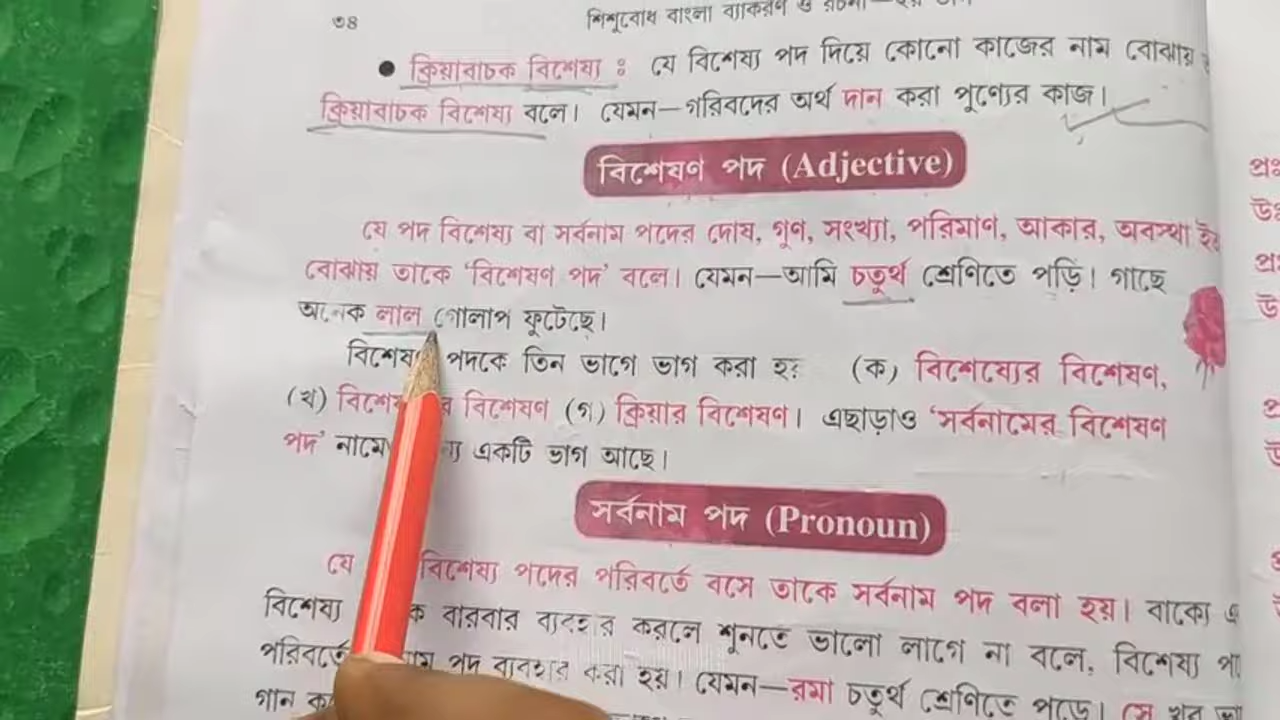 ৩৪
শিশুবোধ বাংলা ব্যাকরণ ও রচনা
● ক্রিয়াবাচক বিশেষ্য : যে বিশেষ্য পদ দিয়ে কোনো কাজের নাম বোঝায়
ক্রিয়াবাচক বিশেষ্য বলে। যেমন—গরিবদের অর্থ দান করা পুণ্যের কাজ।
বিশেষণ পদ (Adjective)
যে পদ বিশেষ্য বা সর্বনাম পদের দোষ, গুণ, সংখ্যা, পরিমাণ, আকার, অবস্থা
বোঝায় তাকে ‘বিশেষণ পদ’ বলে। যেমন—আমি চতুর্থ শ্রেণিতে পড়ি। গাছে
অনেক লাল গোলাপ ফুটেছে।
পদকে তিন ভাগে ভাগ করা (ক) বিশেষ্যের বিশেষণ,
(খ) বিশেষণ (গ) ক্রিয়ার বিশেষণ। এছাড়াও ‘সর্বনামের বিশেষণ
পদ’ একটি ভাগ আছে।
সর্বনাম পদ (Pronoun)
যে বিশেষ্য পদের পরিবর্তে বসে তাকে সর্বনাম পদ বলা হয়। বাক্যে
বিশেষ্য বারবার ব্যবহার করলে শুনতে ভালো লাগে না বলে, বিশেষ্য
পরিবর্তে পদ ব্যবহার করা হয়। যেমন—রমা চতুর্থ শ্রেণিতে পড়ে। সে খুব
গান